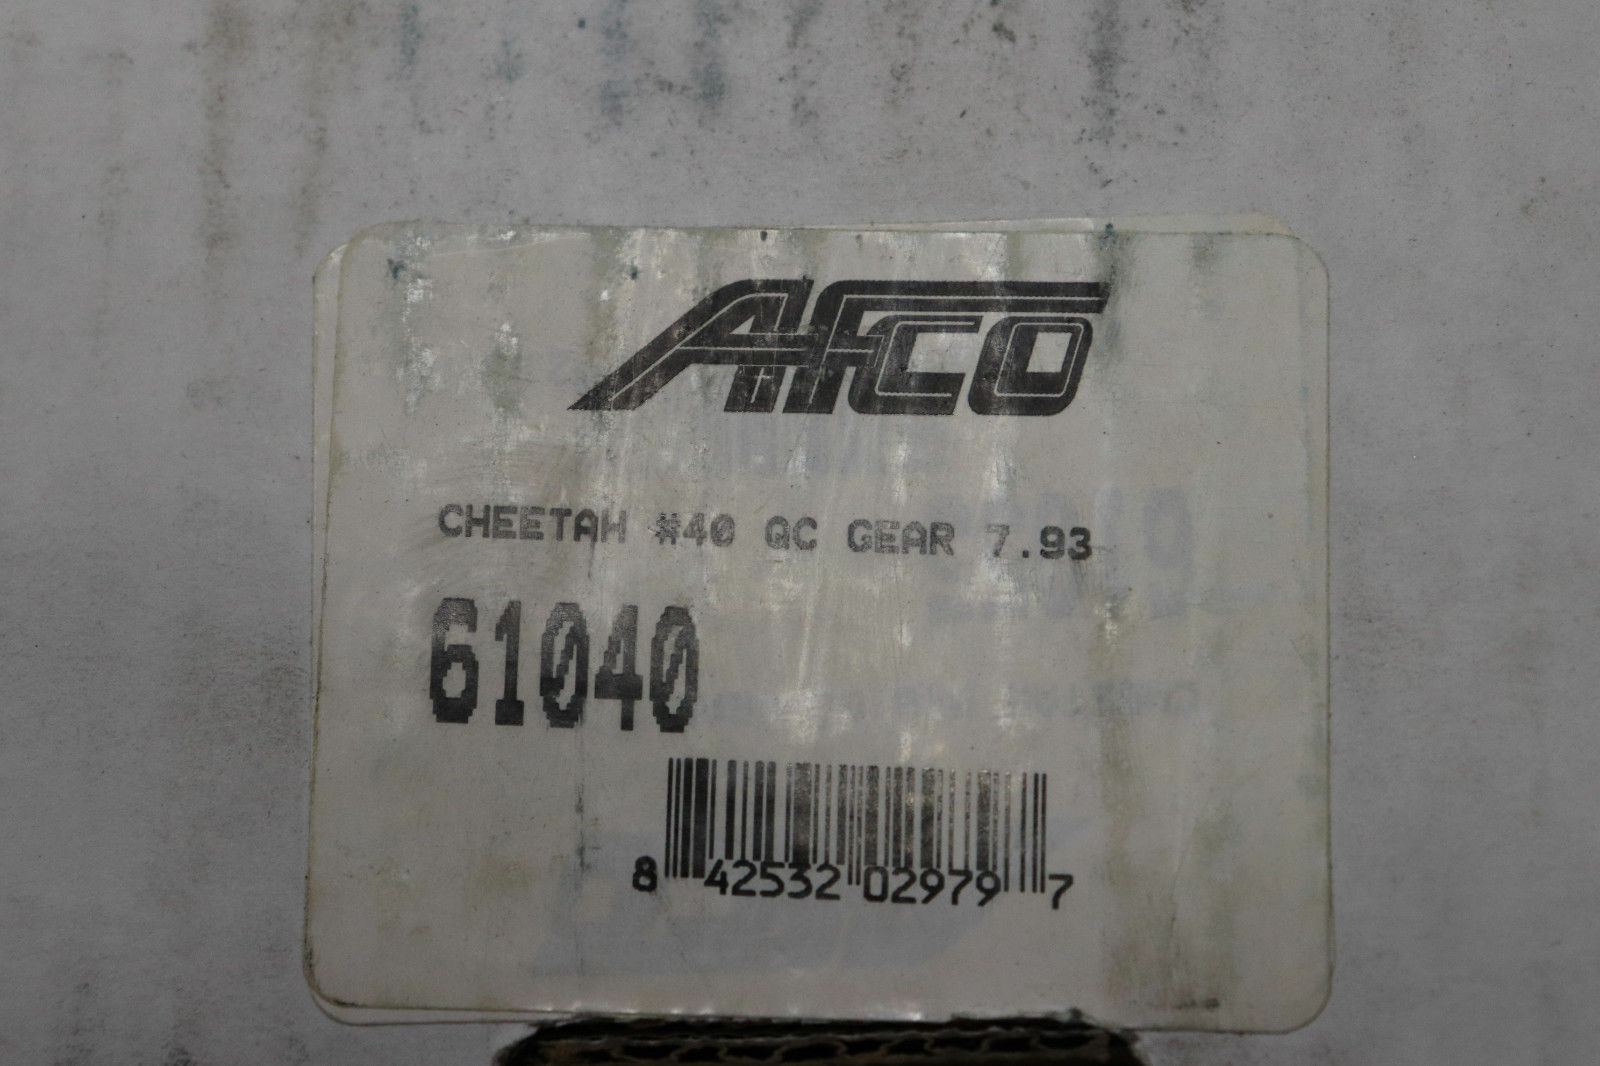 AFCO
CHEETAH #40 QC GEAR 7.93
61040
8 42532 02979 7